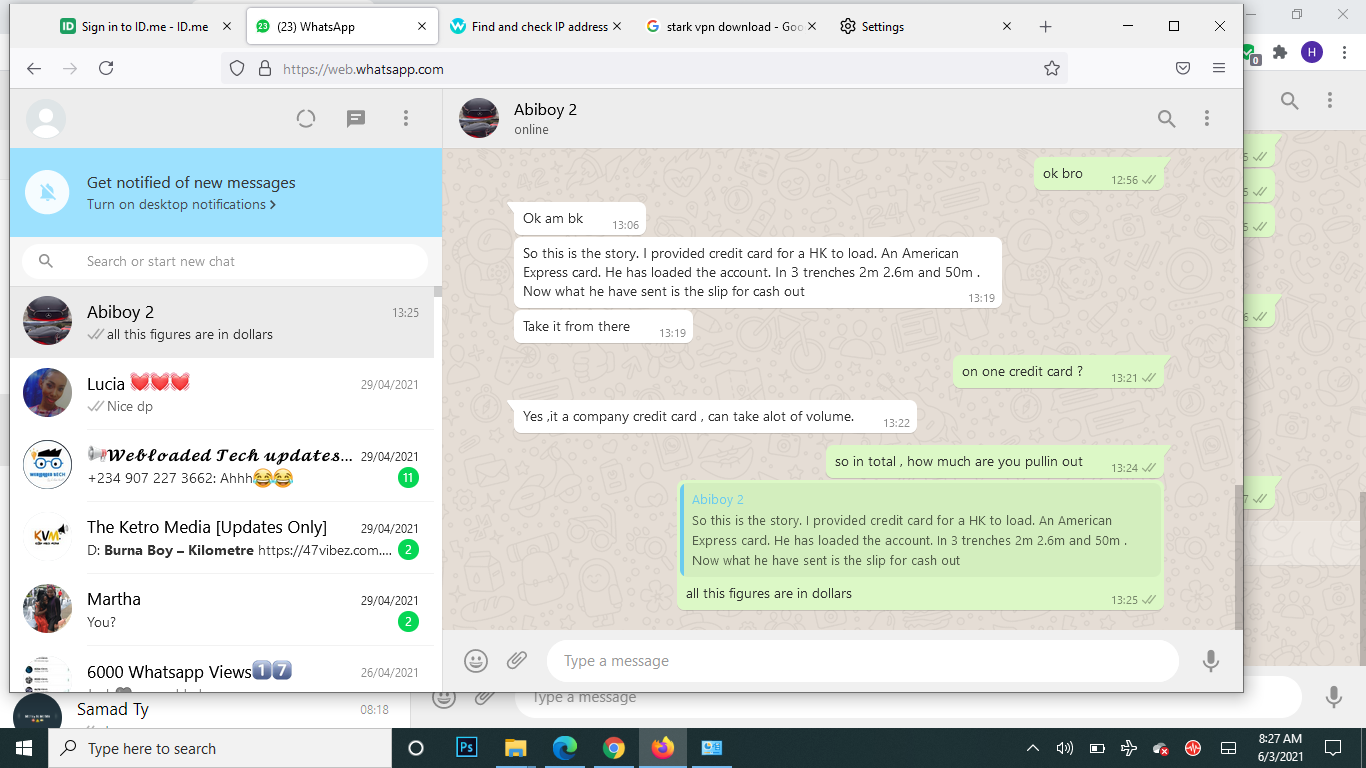 Sign in to ID.me - ID.me
(23) WhatsApp
Find and check IP address
stark vpn download - Goo
Settings
https://web.whatsapp.com
0
H
Abiboy 2
online
Get notified of new messages
Turn on desktop notifications >
Search or start new chat
Abiboy 2
13:25
all this figures are in dollars
Lucia ❤❤❤
29/04/2021
Nice dp
📢𝓦𝓮𝓫𝓵𝓸𝓪𝓭𝓮𝓭 𝓣𝓮𝓬𝓱 𝓾𝓹𝓭𝓪𝓽𝓮𝓼...
29/04/2021
+234 907 227 3662: Ahhh😂😂
11
The Ketro Media [Updates Only]
29/04/2021
D: Burna Boy – Kilometre https://47vibez.com....
2
Martha
29/04/2021
You?
2
6000 Whatsapp Views1️⃣7️⃣
26/04/2021
Samad Ty
08:18
ok bro
12:56
Ok am bk
13:06
So this is the story. I provided credit card for a HK to load. An American
Express card. He has loaded the account. In 3 trenches 2m 2.6m and 50m .
Now what he have sent is the slip for cash out
13:19
Take it from there
13:19
on one credit card ?
13:21
Yes ,it a company credit card , can take alot of volume.
13:22
so in total , how much are you pullin out
13:24
Abiboy 2
So this is the story. I provided credit card for a HK to load. An American
Express card. He has loaded the account. In 3 trenches 2m 2.6m and 50m .
Now what he have sent is the slip for cash out
all this figures are in dollars
13:25
Type a message
Type a message
Type here to search
Ps
8:27 AM
6/3/2021